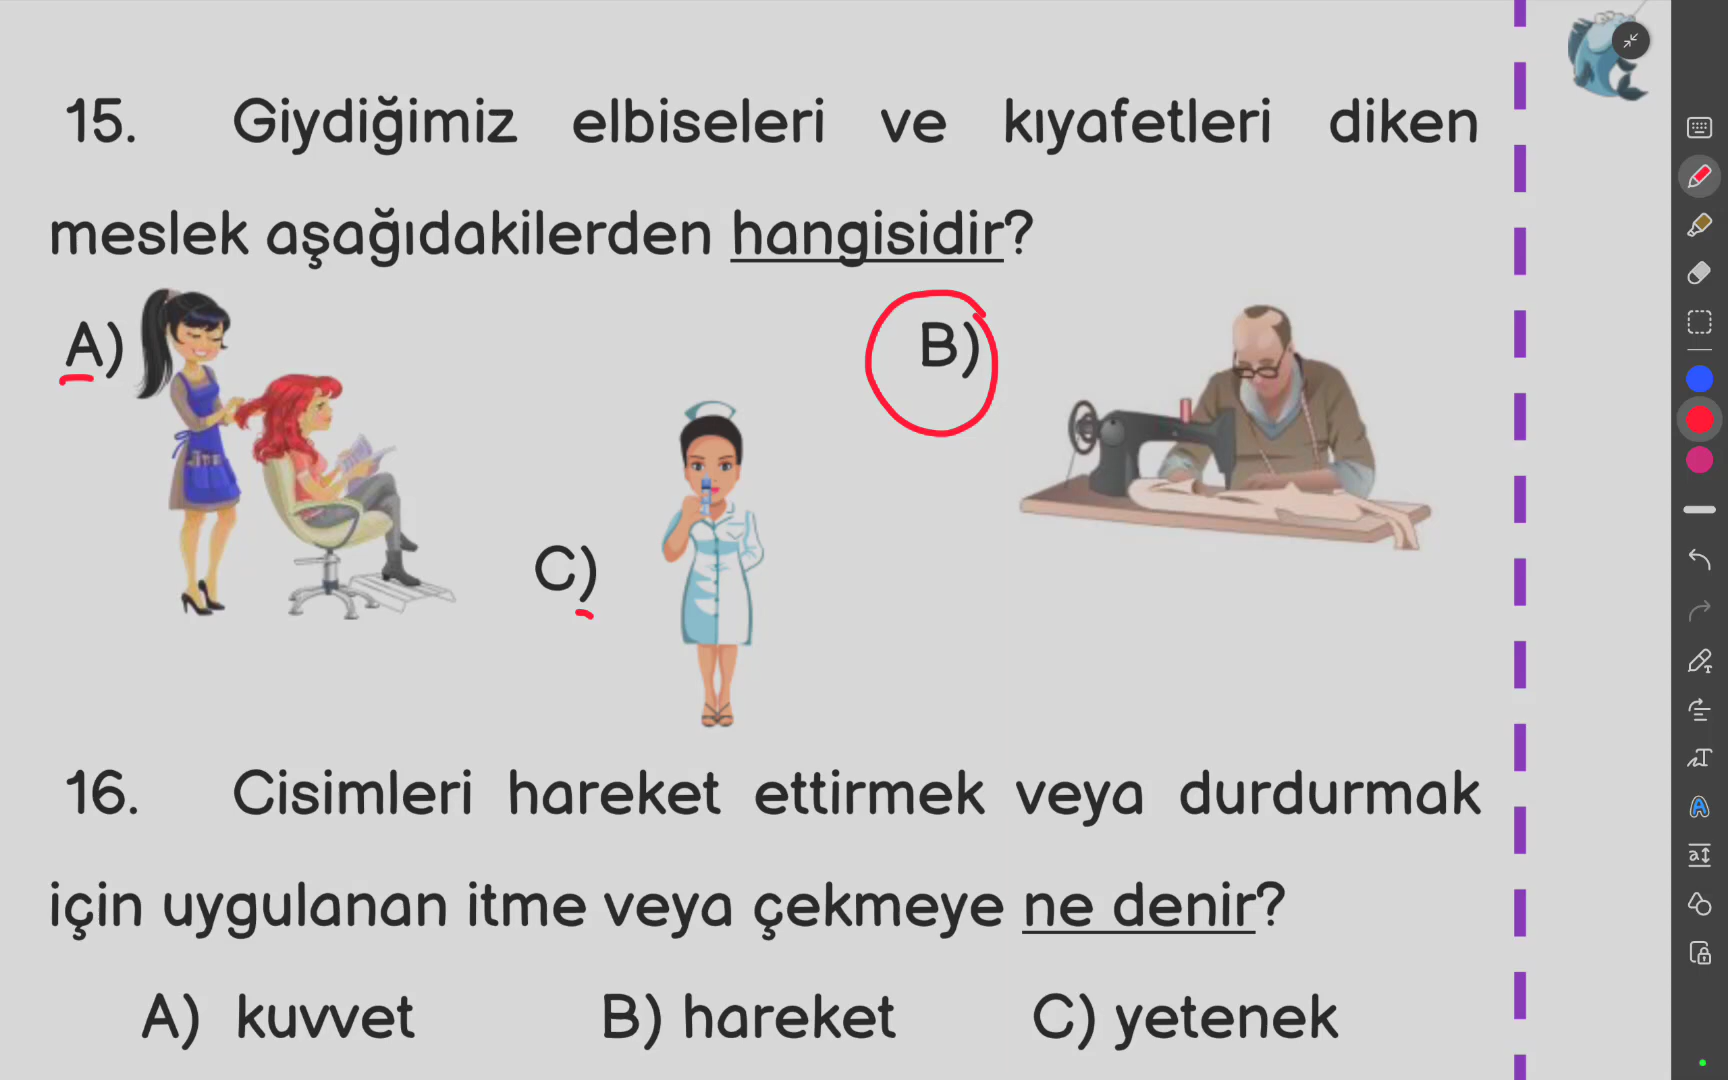 15. Giydiğimiz elbiseleri ve kıyafetleri diken
meslek aşağıdakilerden hangisidir?
A)
B)
C)
16. Cisimleri hareket ettirmek veya durdurmak
için uygulanan itme veya çekmeye ne denir?
A) kuvvet B) hareket C) yetenek